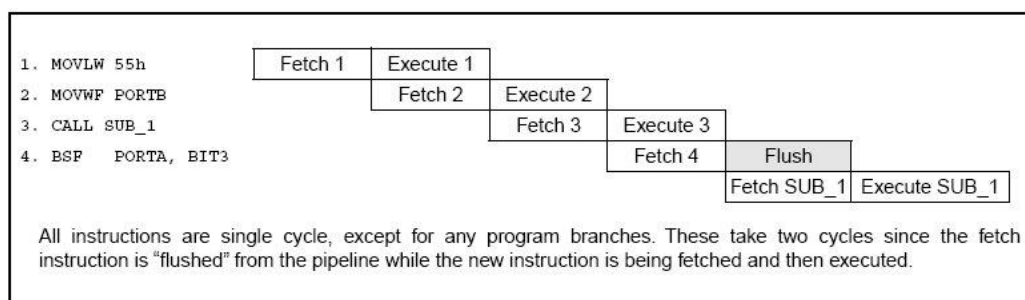 1. MOVLW 55h Fetch 1 Execute 1
2. MOVWF PORTB Fetch 2 Execute 2
3. CALL SUB_1 Fetch 3 Execute 3
4. BSF PORTA, BIT3 Fetch 4 Flush
Fetch SUB_1 Execute SUB_1
All instructions are single cycle, except for any program branches. These take two cycles since the fetch
instruction is “flushed” from the pipeline while the new instruction is being fetched and then executed.